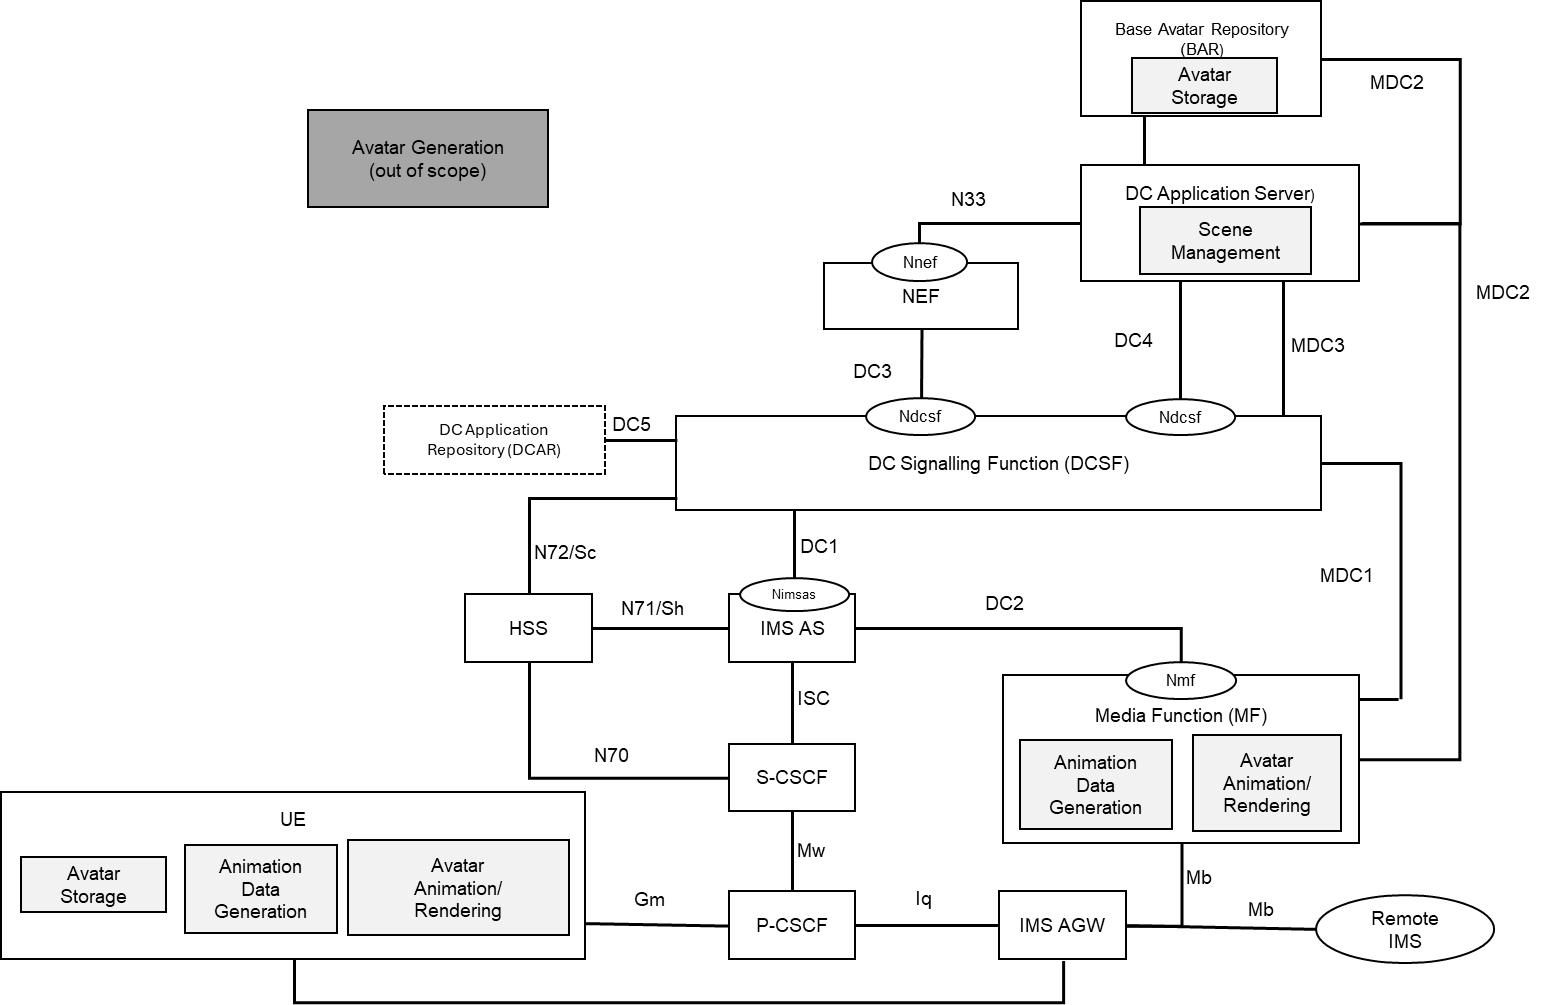 Base Avatar Repository
(BAR)
Avatar
Storage
MDC2
Avatar Generation
(out of scope)
DC Application Server)
Scene
Management
N33
Nnef
NEF
MDC2
DC4
MDC3
DC3
Ndcsf
Ndcsf
DC Application
Repository (DCAR)
DC5
DC Signalling Function (DCSF)
N72/Sc
DC1
MDC1
Nimsas
HSS
N71/Sh
IMS AS
DC2
Nmf
ISC
Media Function (MF)
Animation
Data
Generation
Avatar
Animation/
Rendering
N70
S-CSCF
UE
Avatar
Storage
Animation
Data
Generation
Avatar
Animation/
Rendering
Mw
Mb
Gm
P-CSCF
Iq
IMS AGW
Mb
Remote
IMS